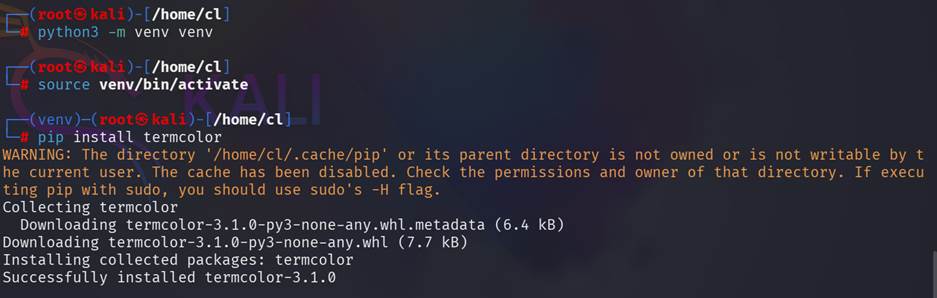 ┌──(root㉿kali)-[/home/cl]
└─# python3 -m venv venv
┌──(root㉿kali)-[/home/cl]
└─# source venv/bin/activate
KALI
┌──(venv)─(root㉿kali)-[/home/cl]
└─# pip install termcolor
WARNING: The directory '/home/cl/.cache/pip' or its parent directory is not owned or is not writable by t
he current user. The cache has been disabled. Check the permissions and owner of that directory. If execu
ting pip with sudo, you should use sudo's -H flag.
Collecting termcolor
  Downloading termcolor-3.1.0-py3-none-any.whl.metadata (6.4 kB)
Downloading termcolor-3.1.0-py3-none-any.whl (7.7 kB)
Installing collected packages: termcolor
Successfully installed termcolor-3.1.0